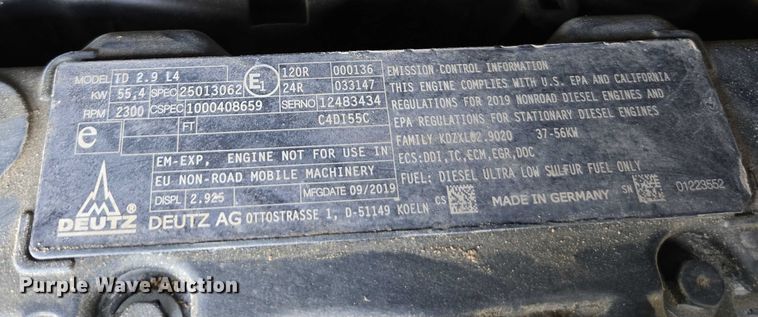 MODEL TD 2.9 L4
KW 55,4 SPEC 25013062
RPM 2300 CSPEC 1000408659
E1 120R 000136
24R 033147
SERNO 12483434
e FT C4DI55C
EM-EXP, ENGINE NOT FOR USE IN
EU NON-ROAD MOBILE MACHINERY
DISPL 2.925 MFGDATE 09/2019
DEUTZ ® DEUTZ AG OTTOSTRASSE 1, D-51149 KOELN
EMISSION CONTROL INFORMATION
THIS ENGINE COMPLIES WITH U.S. EPA AND CALIFORNIA
REGULATIONS FOR 2019 NONROAD DIESEL ENGINES AND
EPA REGULATIONS FOR STATIONARY DIESEL ENGINES
FAMILY KDZXL02.9020 37-56KW
ECS:DDI,TC,ECM,EGR,DOC
FUEL: DIESEL ULTRA LOW SULFUR FUEL ONLY
CS MADE IN GERMANY SN 01223552
Purple Wave Auction